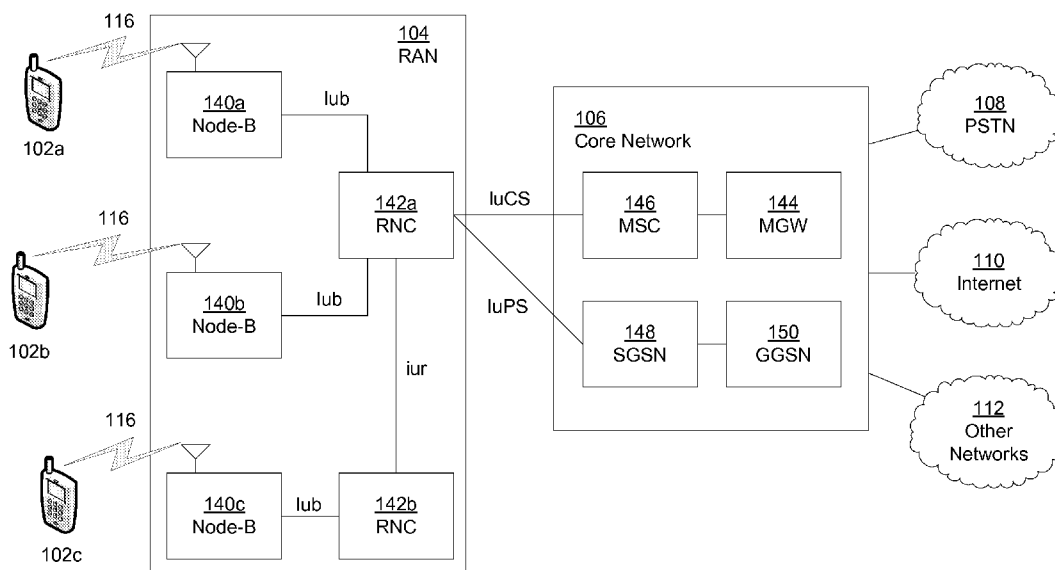 116
104
RAN
102a
140a
Node-B
Iub
142a
RNC
116
102b
140b
Node-B
Iub
iur
116
102c
140c
Node-B
Iub
142b
RNC
IuCS
IuPS
106
Core Network
146
MSC
144
MGW
148
SGSN
150
GGSN
108
PSTN
110
Internet
112
Other
Networks